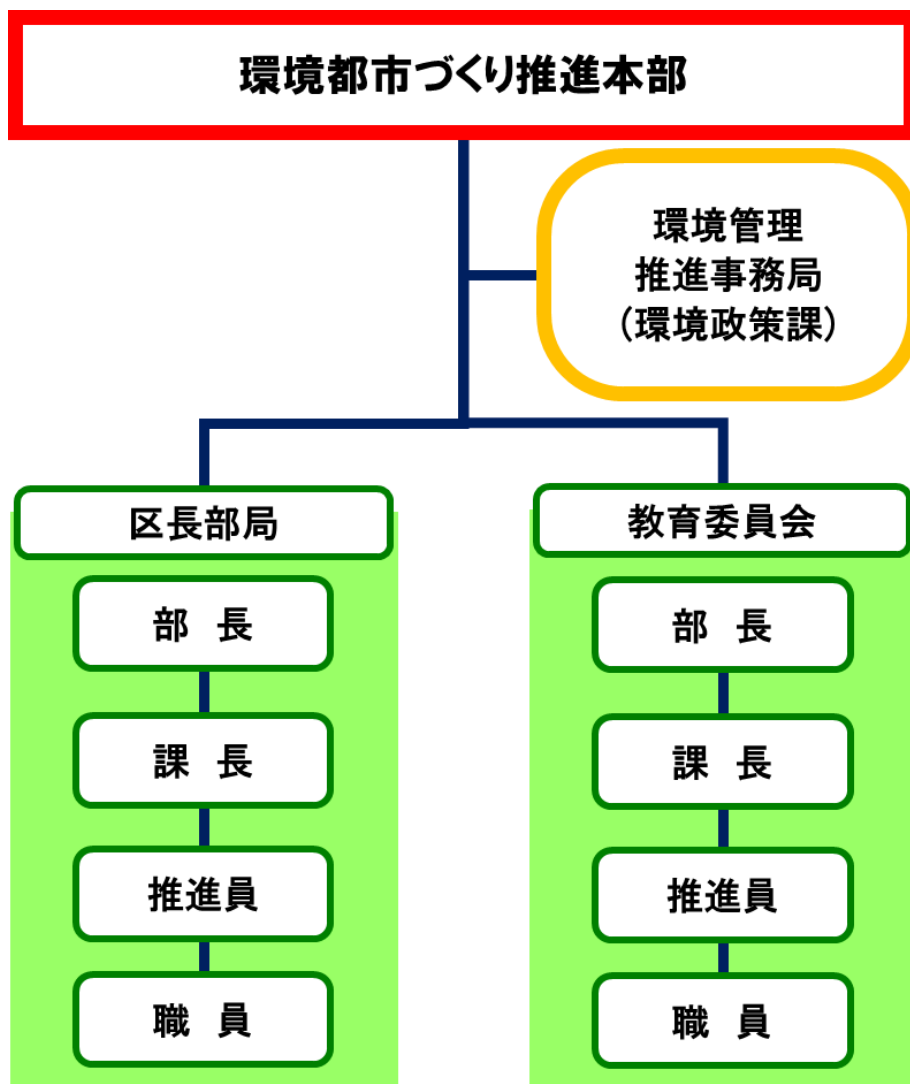 環境都市づくり推進本部
環境管理
推進事務局
(環境政策課)
区長部局
部 長
課 長
推進員
職 員
教育委員会
部 長
課 長
推進員
職 員